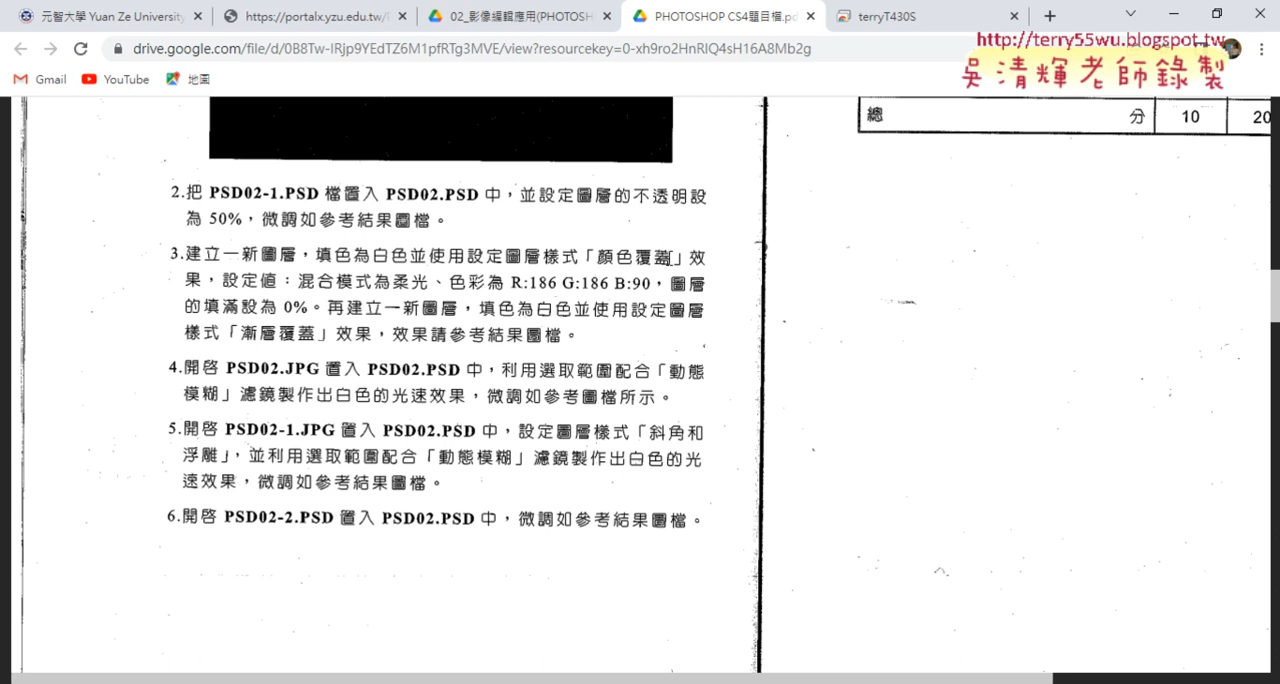 元智大學 Yuan Ze University
https://portalx.yzu.edu.tw/
02_影像編輯應用(PHOTOSH
PHOTOSHOP CS4題目檔.pd
terryT430S
drive.google.com/file/d/0B8Tw-IRjp9YEdTZ6M1pfRTg3MVE/view?resourcekey=0-xh9ro2HnRlQ4sH16A8Mb2g
http://terry55wu.blogspot.tw
吳清輝老師錄製
Gmail
YouTube
地圖
總分 10 20
2.把 PSD02-1.PSD 檔置入 PSD02.PSD 中，並設定圖層的不透明設
為 50%，微調如參考結果圖檔。
3.建立一新圖層，填色為白色並使用設定圖層樣式「顏色覆蓋」效
果，設定值：混合模式為柔光、色彩為 R:186 G:186 B:90，圖層
的填滿設為 0%。再建立一新圖層，填色為白色並使用設定圖層
樣式「漸層覆蓋」效果，效果請參考結果圖檔。
4.開啓 PSD02.JPG 置入 PSD02.PSD 中，利用選取範圍配合「動態
模糊」濾鏡製作出白色的光速效果，微調如參考圖檔所示。
5.開啓 PSD02-1.JPG 置入 PSD02.PSD 中，設定圖層樣式「斜角和
浮雕」，並利用選取範圍配合「動態模糊」濾鏡製作出白色的光
速效果，微調如參考結果圖檔。
6.開啓 PSD02-2.PSD 置入 PSD02.PSD 中，微調如參考結果圖檔。